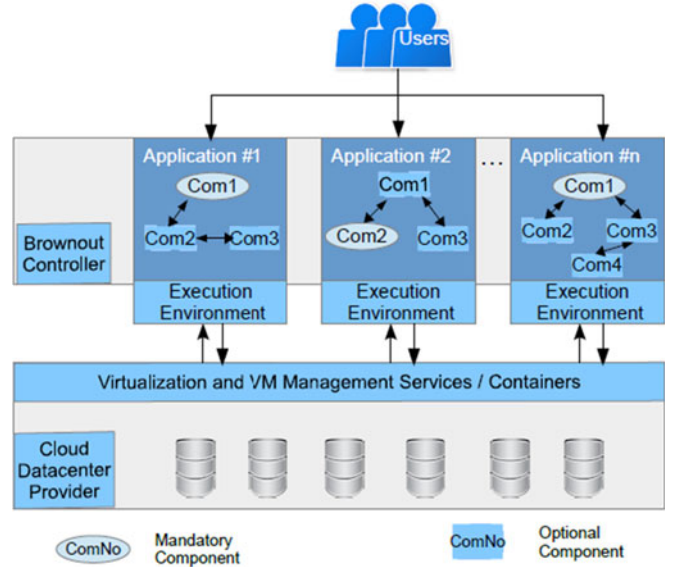 Users
Application #1
Application #2
...
Application #n
Com1
Com2
Com3
Com1
Com2
Com3
Com1
Com2
Com3
Com4
Brownout
Controller
Execution
Environment
Execution
Environment
Execution
Environment
Virtualization and VM Management Services / Containers
Cloud
Datacenter
Provider
ComNo
Mandatory
Component
ComNo
Optional
Component